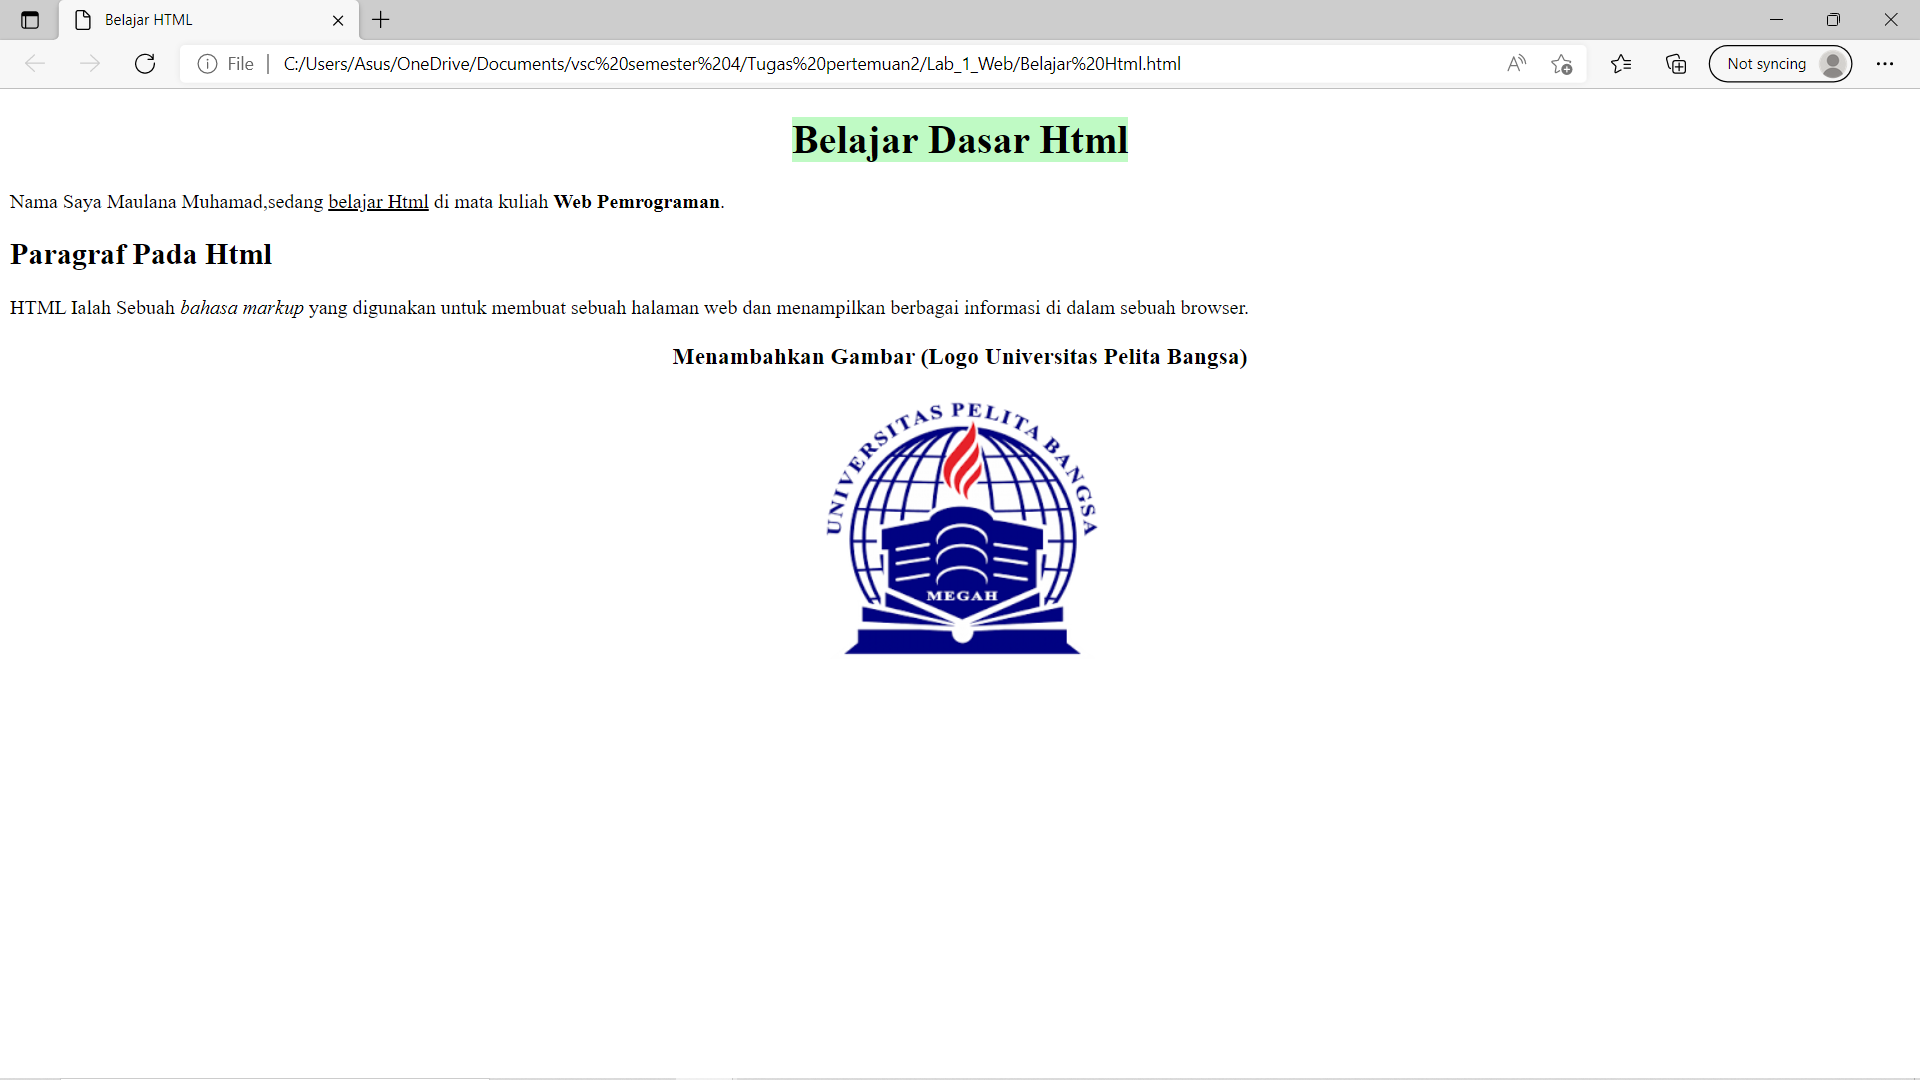 Belajar HTML
File
C:/Users/Asus/OneDrive/Documents/vsc%20semester%204/Tugas%20pertemuan2/Lab_1_Web/Belajar%20Html.html
Not syncing
Belajar Dasar Html
Nama Saya Maulana Muhamad,sedang belajar Html di mata kuliah Web Pemrograman.
Paragraf Pada Html
HTML Ialah Sebuah bahasa markup yang digunakan untuk membuat sebuah halaman web dan menampilkan berbagai informasi di dalam sebuah browser.
Menambahkan Gambar (Logo Universitas Pelita Bangsa)
UNIVERSITAS PELITA BANGSA
MEGAH